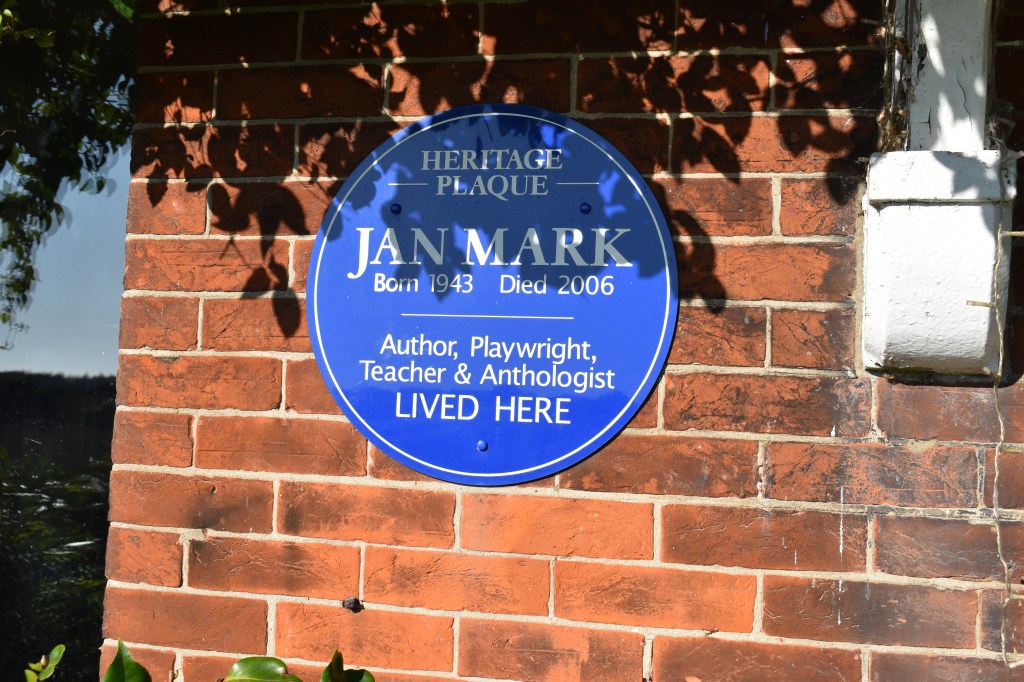 HERITAGE
PLAQUE
JAN MARK
Born 1943 Died 2006
Author, Playwright,
Teacher & Anthologist
LIVED HERE